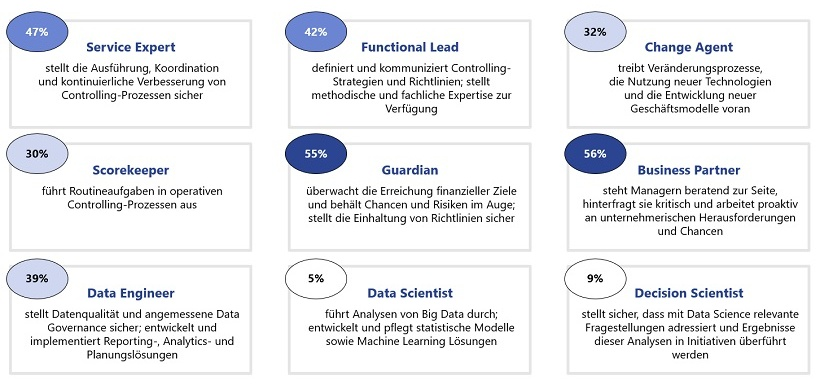 47%
Service Expert
stellt die Ausführung, Koordination
und kontinuierliche Verbesserung von
Controlling-Prozessen sicher
42%
Functional Lead
definiert und kommuniziert Controlling-
Strategien und Richtlinien; stellt
methodische und fachliche Expertise zur
Verfügung
32%
Change Agent
treibt Veränderungsprozesse,
die Nutzung neuer Technologien
und die Entwicklung neuer
Geschäftsmodelle voran
30%
Scorekeeper
führt Routineaufgaben in operativen
Controlling-Prozessen aus
55%
Guardian
überwacht die Erreichung finanzieller Ziele
und behält Chancen und Risiken im Auge;
stellt die Einhaltung von Richtlinien sicher
56%
Business Partner
steht Managern beratend zur Seite,
hinterfragt sie kritisch und arbeitet proaktiv
an unternehmerischen Herausforderungen
und Chancen
39%
Data Engineer
stellt Datenqualität und angemessene Data
Governance sicher; entwickelt und
implementiert Reporting-, Analytics- und
Planungslösungen
5%
Data Scientist
führt Analysen von Big Data durch;
entwickelt und pflegt statistische Modelle
sowie Machine Learning Lösungen
9%
Decision Scientist
stellt sicher, dass mit Data Science relevante
Fragestellungen adressiert und Ergebnisse
dieser Analysen in Initiativen überführt
werden